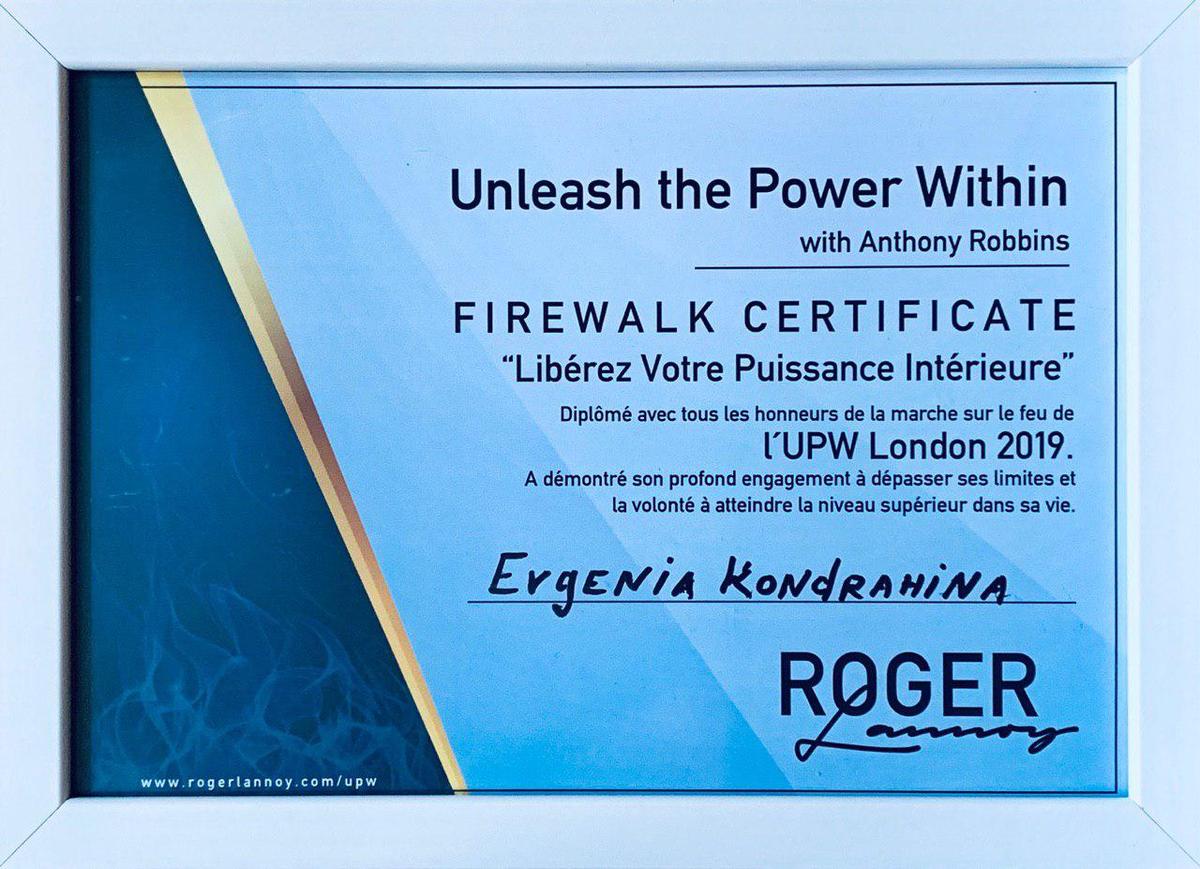 Unleash the Power Within
with Anthony Robbins
FIREWALK CERTIFICATE
“Libérez Votre Puissance Intérieure”
Diplômé avec tous les honneurs de la marche sur le feu de
l´UPW London 2019.
A démontré son profond engagement à dépasser ses limites et
la volonté à atteindre la niveau supérieur dans sa vie.
Evgenia Kondrahina
ROGER
Lannoy
www.rogerlannoy.com/upw